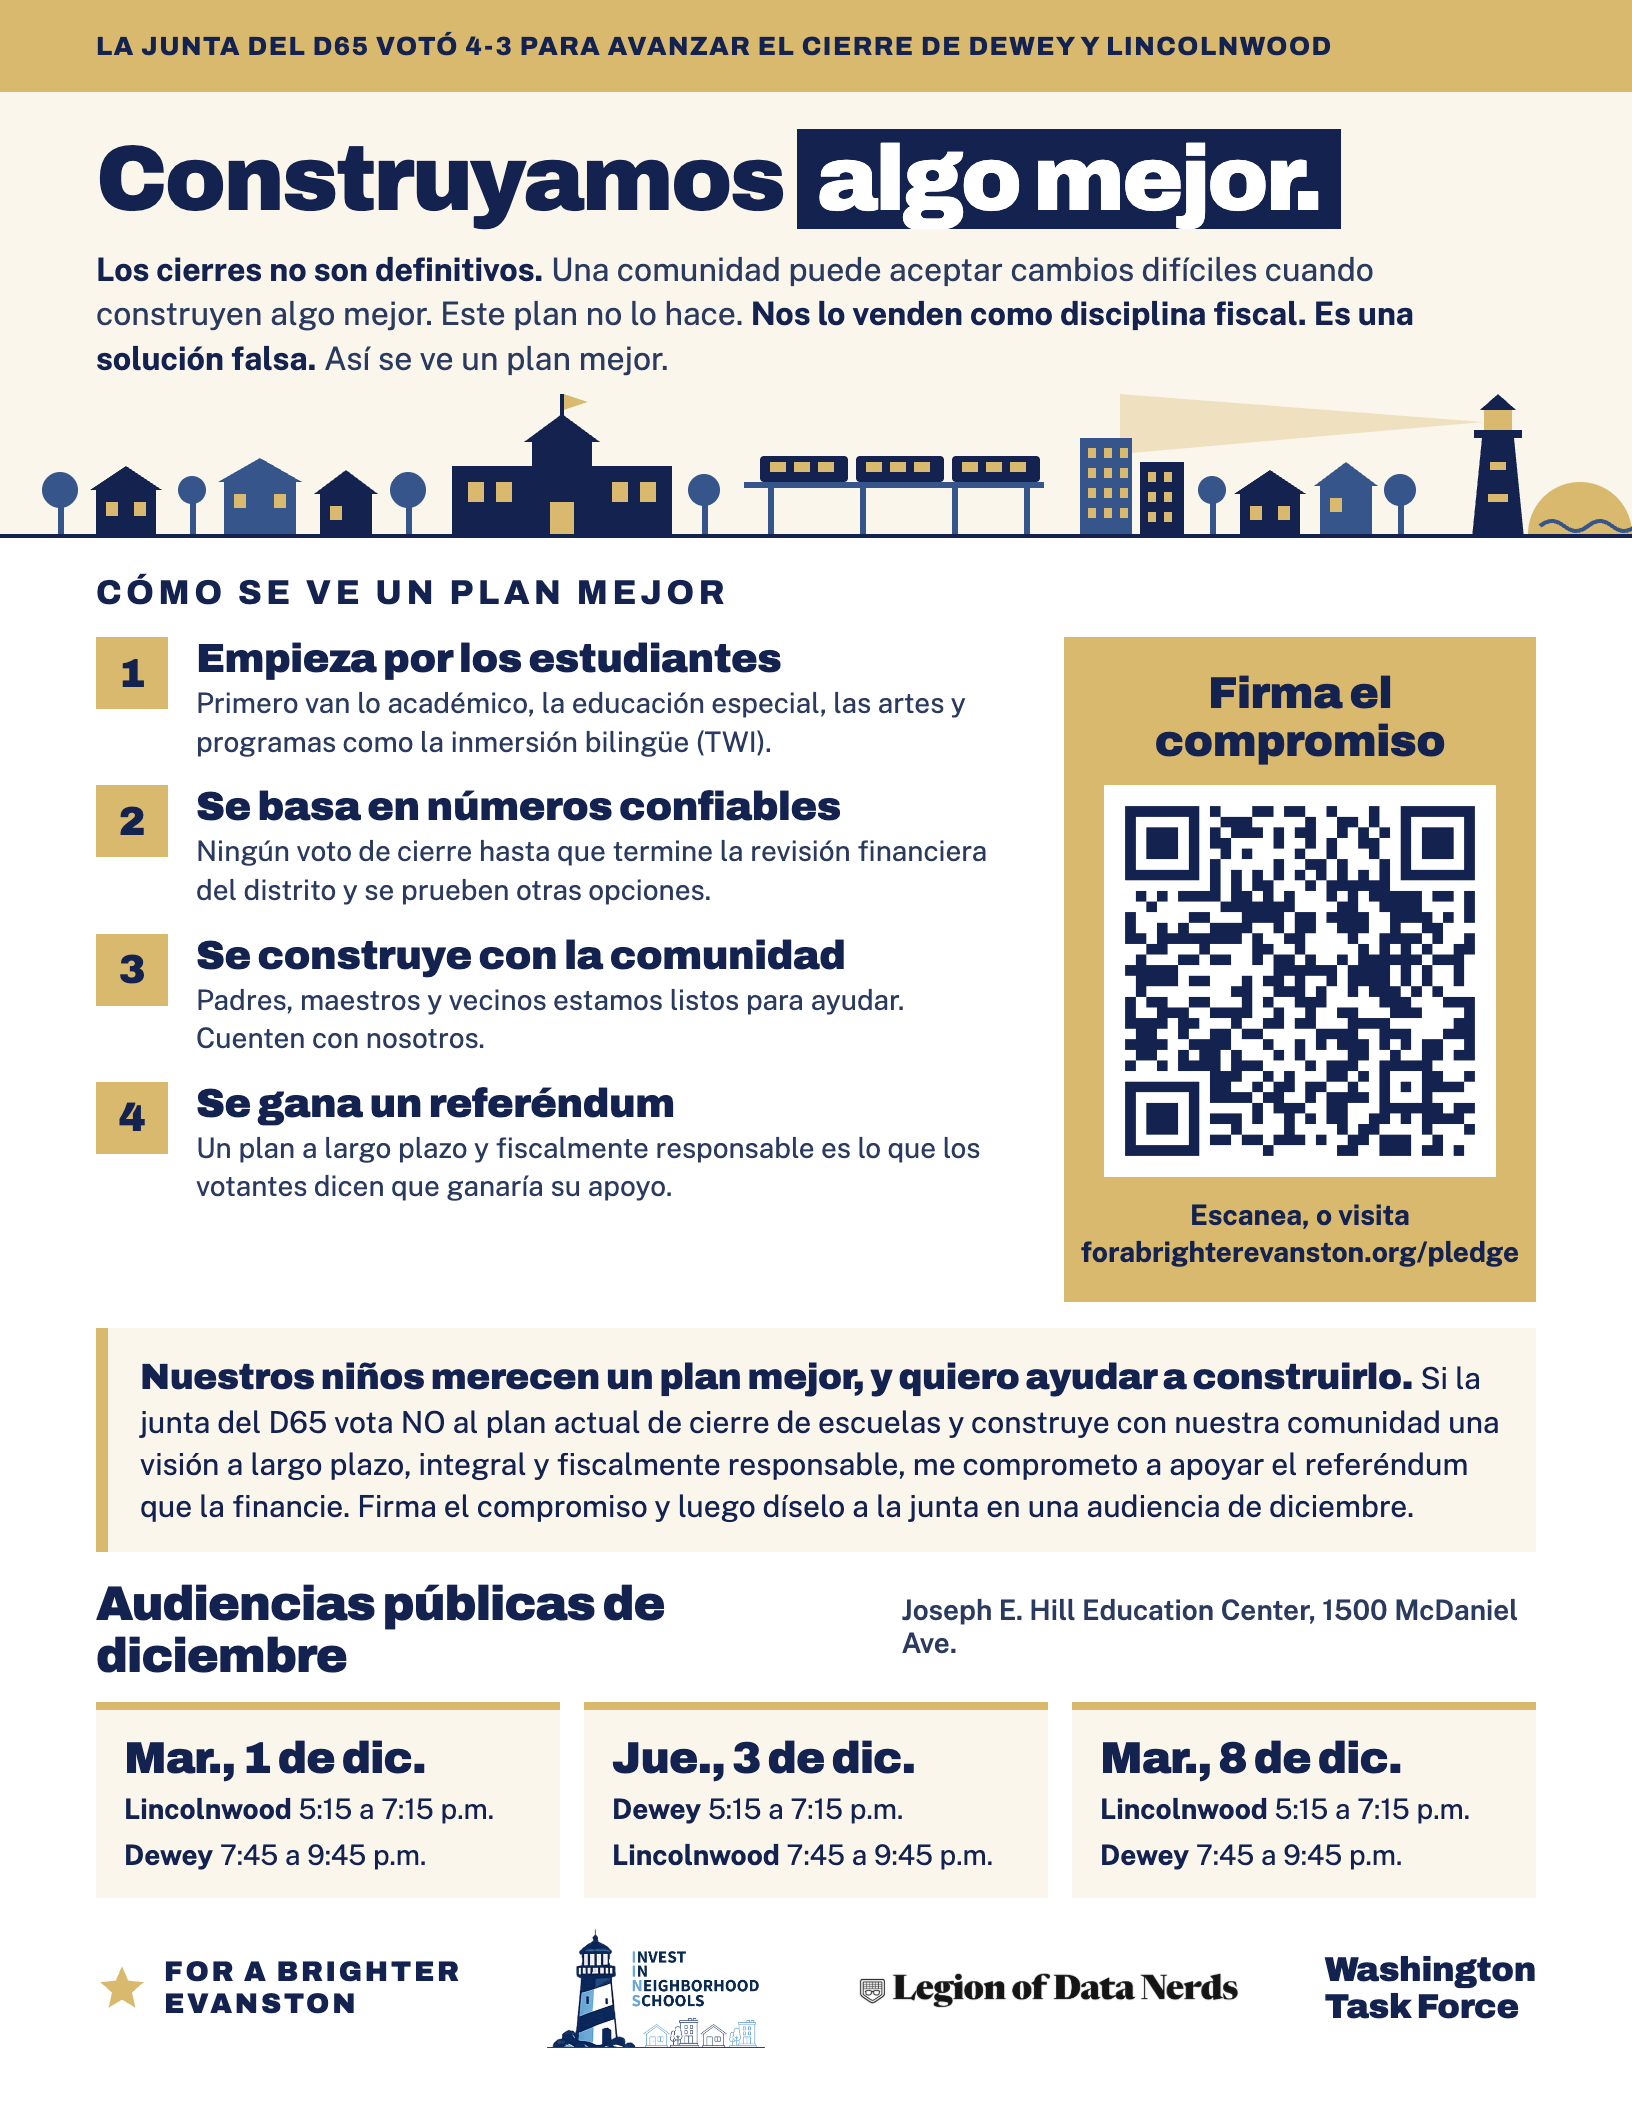 LA JUNTA DEL D65 VOTÓ 4-3 PARA AVANZAR EL CIERRE DE DEWEY Y LINCOLNWOOD
Construyamos algo mejor.
Los cierres no son definitivos. Una comunidad puede aceptar cambios difíciles cuando
construyen algo mejor. Este plan no lo hace. Nos lo venden como disciplina fiscal. Es una
solución falsa. Así se ve un plan mejor.
CÓMO SE VE UN PLAN MEJOR
1 Empieza por los estudiantes
Primero van lo académico, la educación especial, las artes y
programas como la inmersión bilingüe (TWI).
2 Se basa en números confiables
Ningún voto de cierre hasta que termine la revisión financiera
del distrito y se prueben otras opciones.
3 Se construye con la comunidad
Padres, maestros y vecinos estamos listos para ayudar.
Cuenten con nosotros.
4 Se gana un referéndum
Un plan a largo plazo y fiscalmente responsable es lo que los
votantes dicen que ganaría su apoyo.
Firma el
compromiso
Escanea, o visita
forabrighterevanston.org/pledge
Nuestros niños merecen un plan mejor, y quiero ayudar a construirlo. Si la
junta del D65 vota NO al plan actual de cierre de escuelas y construye con nuestra comunidad una
visión a largo plazo, integral y fiscalmente responsable, me comprometo a apoyar el referéndum
que la financie. Firma el compromiso y luego díselo a la junta en una audiencia de diciembre.
Audiencias públicas de
diciembre
Joseph E. Hill Education Center, 1500 McDaniel
Ave.
Mar., 1 de dic.
Lincolnwood 5:15 a 7:15 p.m.
Dewey 7:45 a 9:45 p.m.
Jue., 3 de dic.
Dewey 5:15 a 7:15 p.m.
Lincolnwood 7:45 a 9:45 p.m.
Mar., 8 de dic.
Lincolnwood 5:15 a 7:15 p.m.
Dewey 7:45 a 9:45 p.m.
FOR A BRIGHTER
EVANSTON
INVEST
IN
NEIGHBORHOOD
SCHOOLS
Legion of Data Nerds
Washington
Task Force